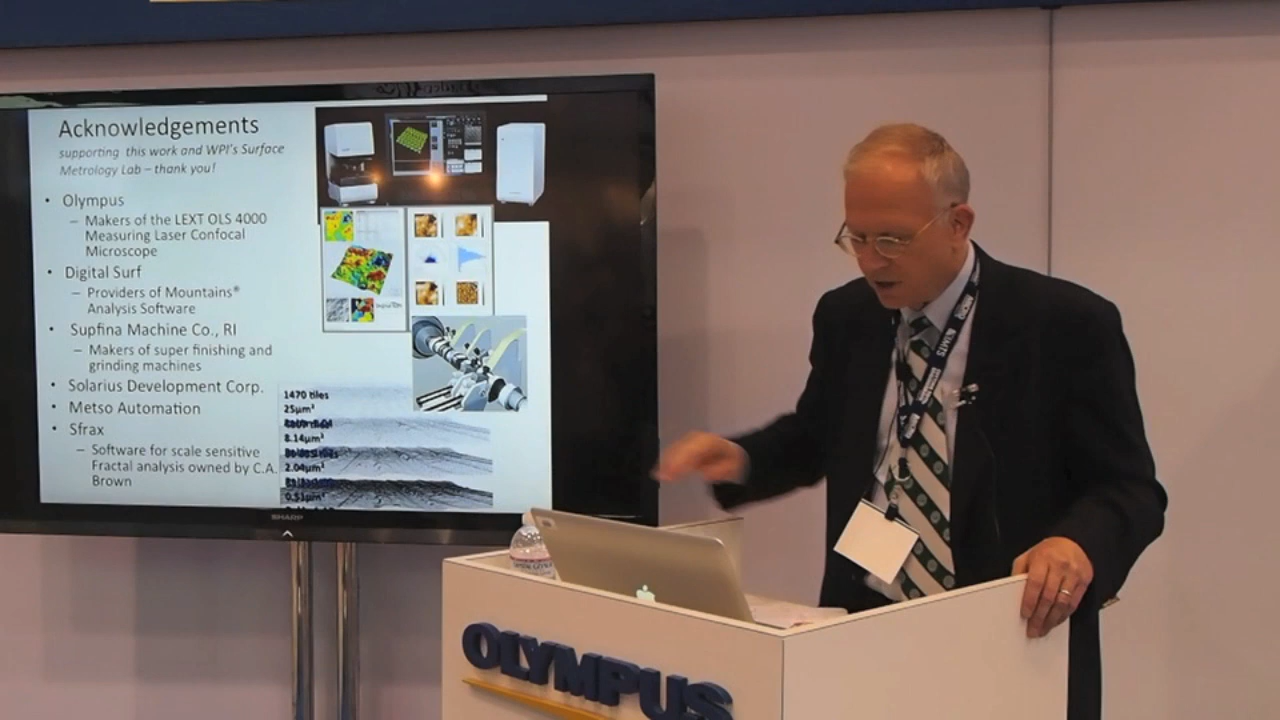 Acknowledgements
supporting this work and WPI's Surface
Metrology Lab – thank you!
• Olympus
– Makers of the LEXT OLS 4000
Measuring Laser Confocal
Microscope
• Digital Surf
– Providers of Mountains®
Analysis Software
• Supfina Machine Co., RI
– Makers of super finishing and
grinding machines
• Solarius Development Corp.
• Metso Automation
• Sfrax
– Software for scale sensitive
Fractal analysis owned by C.A.
Brown
1470 tiles
25µm²
8.14µm²
2.04µm²
0.51µm²
SHARP
IMTS
OLYMPUS